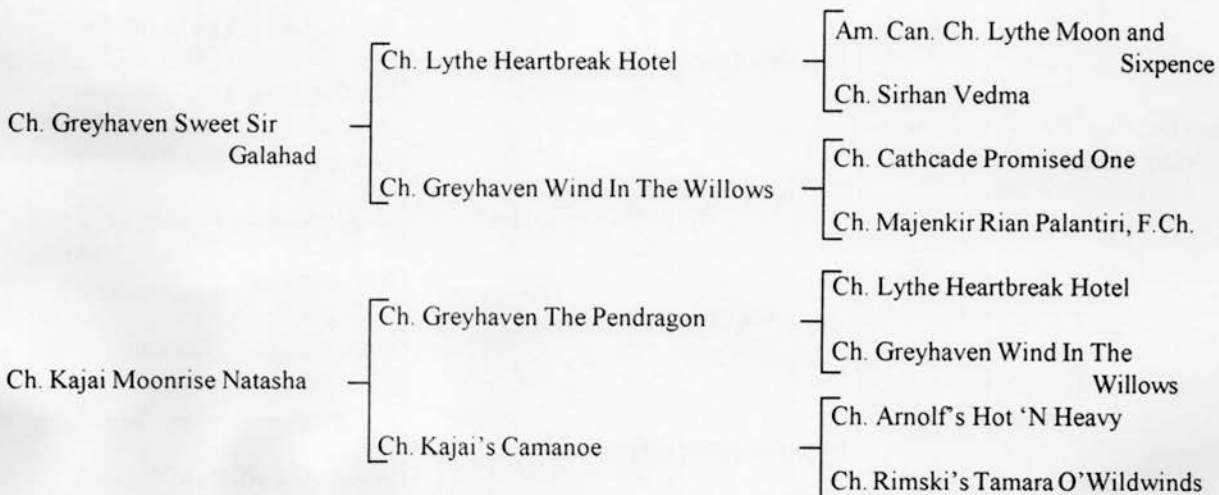 Ch. Greyhaven Sweet Sir
Galahad
Ch. Lythe Heartbreak Hotel
Am. Can. Ch. Lythe Moon and
Sixpence
Ch. Sirhan Vedma
Ch. Greyhaven Wind In The Willows
Ch. Cathcade Promised One
Ch. Majenkir Rian Palantiri, F.Ch.
Ch. Kajai Moonrise Natasha
Ch. Greyhaven The Pendragon
Ch. Lythe Heartbreak Hotel
Ch. Greyhaven Wind In The
Willows
Ch. Kajai's Camanoe
Ch. Arnolf's Hot ‘N Heavy
Ch. Rimski's Tamara O’Wildwinds